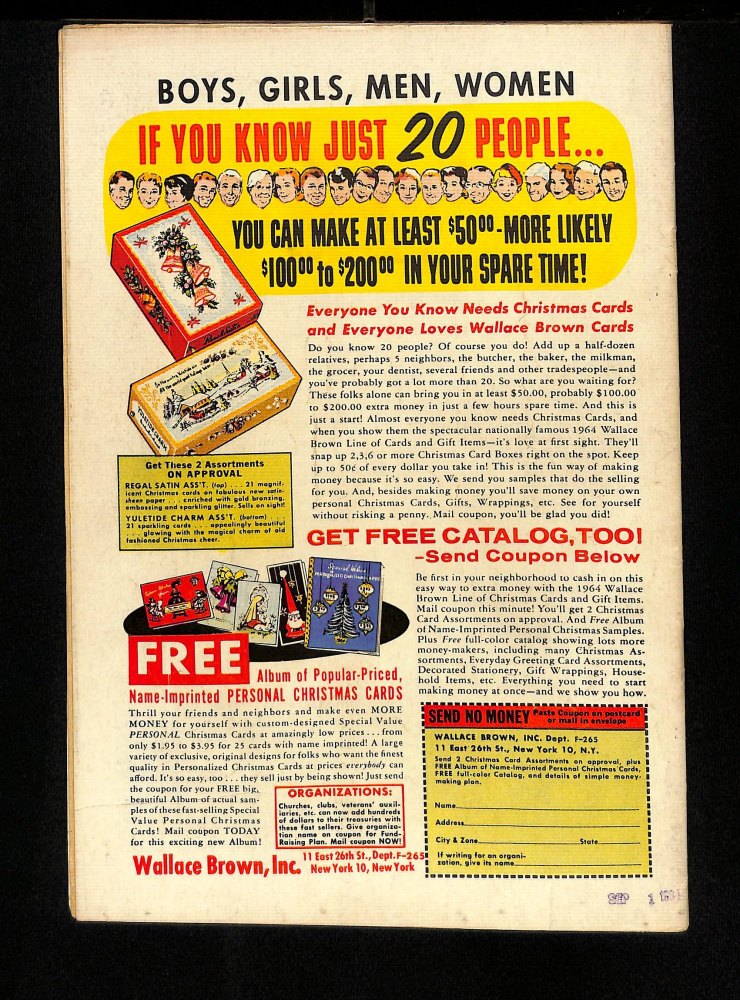 BOYS, GIRLS, MEN, WOMEN
IF YOU KNOW JUST 20 PEOPLE...
YOU CAN MAKE AT LEAST $50⁰⁰-MORE LIKELY
$100⁰⁰ to $200⁰⁰ IN YOUR SPARE TIME!
Everyone You Know Needs Christmas Cards
and Everyone Loves Wallace Brown Cards
Do you know 20 people? Of course you do! Add up a half-dozen
relatives, perhaps 5 neighbors, the butcher, the baker, the milkman,
the grocer, your dentist, several friends and other tradespeople—and
you've probably got a lot more than 20. So what are you waiting for?
These folks alone can bring you in at least $50.00, probably $100.00
to $200.00 extra money in just a few hours spare time. And this is
just a start! Almost everyone you know needs Christmas Cards, and
when you show them the spectacular nationally famous 1964 Wallace
Brown Line of Cards and Gift Items—it's love at first sight. They'll
snap up 2,3,6 or more Christmas Card Boxes right on the spot. Keep
up to 50¢ of every dollar you take in! This is the fun way of making
money because it's so easy. We send you samples that do the selling
for you. And, besides making money you'll save money on your own
personal Christmas Cards, Gifts, Wrappings, etc. See for yourself
without risking a penny. Mail coupon, you'll be glad you did!
Get These 2 Assortments
ON APPROVAL
REGAL SATIN ASS'T. (top) . . . 21 magnif-
icent Christmas cards on fabulous new satin-
sheen paper . . . enriched with gold bronzing,
embossing and sparkling glitter. Sells on sight!
YULETIDE CHARM ASS'T. (bottom) . . .
21 sparkling cards . . . appealingly beautiful
. . . glowing with the magical charm of old
fashioned Christmas cheer.
GET FREE CATALOG, TOO!
-Send Coupon Below
Be first in your neighborhood to cash in on this
easy way to extra money with the 1964 Wallace
Brown Line of Christmas Cards and Gift Items.
Mail coupon this minute! You'll get 2 Christmas
Card Assortments on approval. And Free Album
of Name-Imprinted Personal Christmas Samples.
Plus Free full-color catalog showing lots more
money-makers, including many Christmas As-
sortments, Everyday Greeting Card Assortments,
Decorated Stationery, Gift Wrappings, House-
hold Items, etc. Everything you need to start
making money at once—and we show you how.
Special Value
FREE
Album of Popular-Priced,
Name-Imprinted PERSONAL CHRISTMAS CARDS
Thrill your friends and neighbors and make even MORE
MONEY for yourself with custom-designed Special Value
PERSONAL Christmas Cards at amazingly low prices . . . from
only $1.95 to $3.95 for 25 cards with name imprinted! A large
variety of exclusive, original designs for folks who want the finest
quality in Personalized Christmas Cards at prices everybody can
afford. It's so easy, too . . . they sell just by being shown! Just send
the coupon for your FREE big,
beautiful Album of actual sam-
ples of these fast-selling Special
Value Personal Christmas
Cards! Mail coupon TODAY
for this exciting new Album!
ORGANIZATIONS:
Churches, clubs, veterans' auxil-
iaries, etc. can now add hundreds
of dollars to their treasuries with
these fast sellers. Give organiza-
tion name on coupon for Fund-
Raising Plan. Mail coupon NOW!
Wallace Brown, Inc. 11 East 26th St., Dept. F-265
New York 10, New York
SEND NO MONEY Paste Coupon on postcard
or mail in envelope
WALLACE BROWN, INC. Dept. F-265
11 East 26th St., New York 10, N.Y.
Send 2 Christmas Card Assortments on approval, plus
FREE Album of Name-Imprinted Personal Christmas Cards,
FREE full-color Catalog, and details of simple money-
making plan.
Name
Address
City & Zone State
If writing for an organi-
zation, give its name
SEP 1